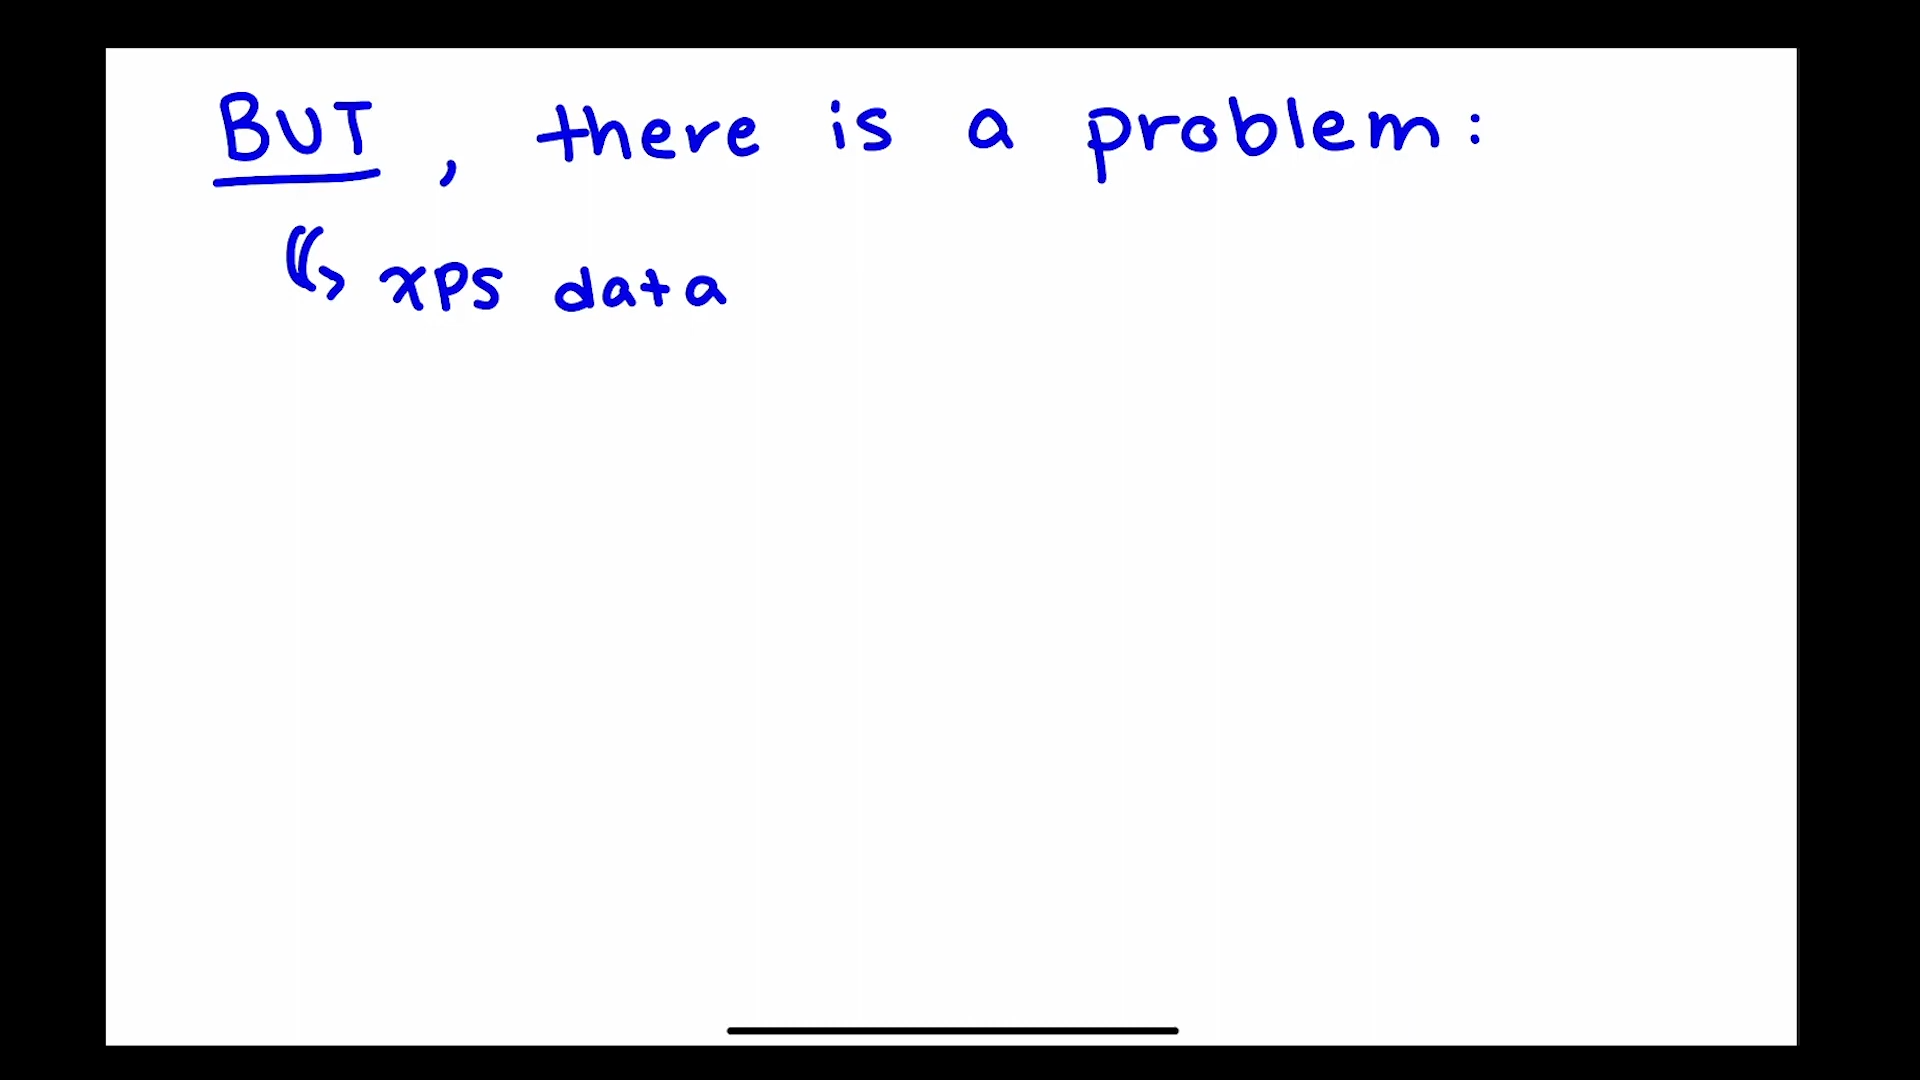 BUT, there is a problem:
↳ XPS data